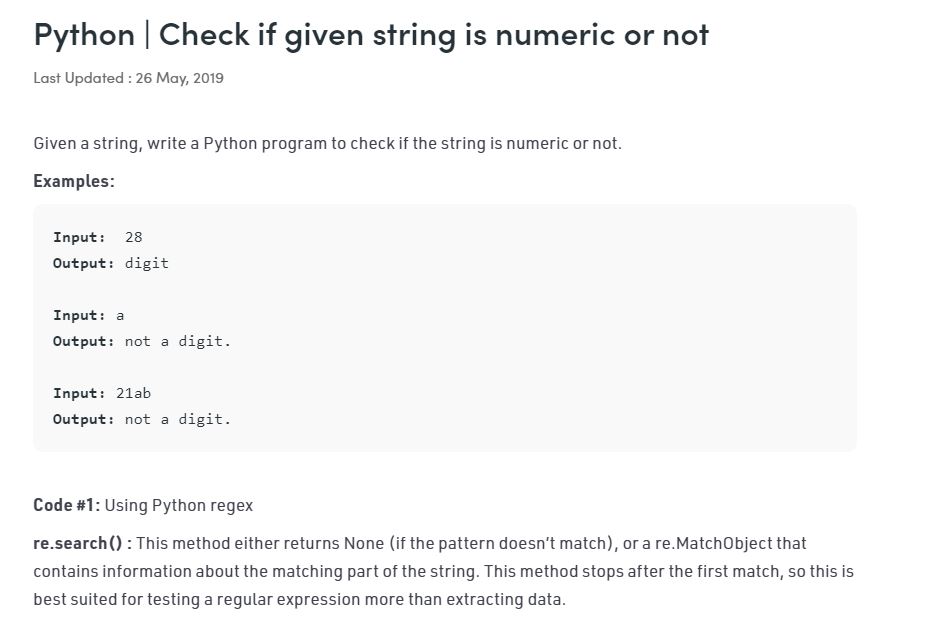 Python | Check if given string is numeric or not
Last Updated : 26 May, 2019
Given a string, write a Python program to check if the string is numeric or not.
Examples:
Input:  28
Output: digit
Input: a
Output: not a digit.
Input: 21ab
Output: not a digit.
Code #1: Using Python regex
re.search() : This method either returns None (if the pattern doesn’t match), or a re.MatchObject that
contains information about the matching part of the string. This method stops after the first match, so this is
best suited for testing a regular expression more than extracting data.